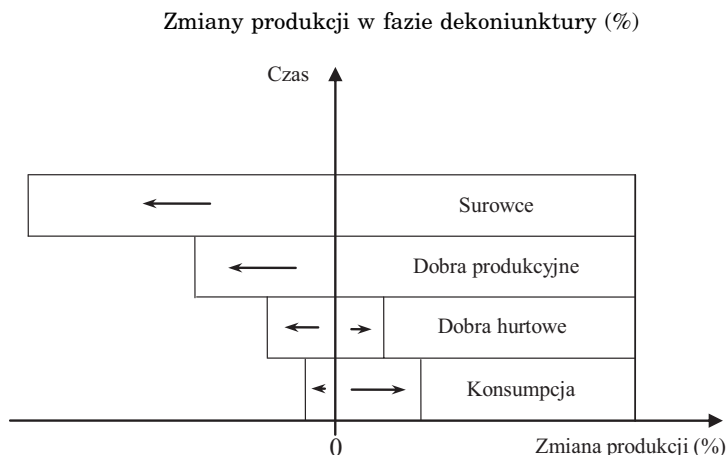 Zmiany produkcji w fazie dekoniunktury (%)
Czas
Surowce
Dobra produkcyjne
Dobra hurtowe
Konsumpcja
0
Zmiana produkcji (%)